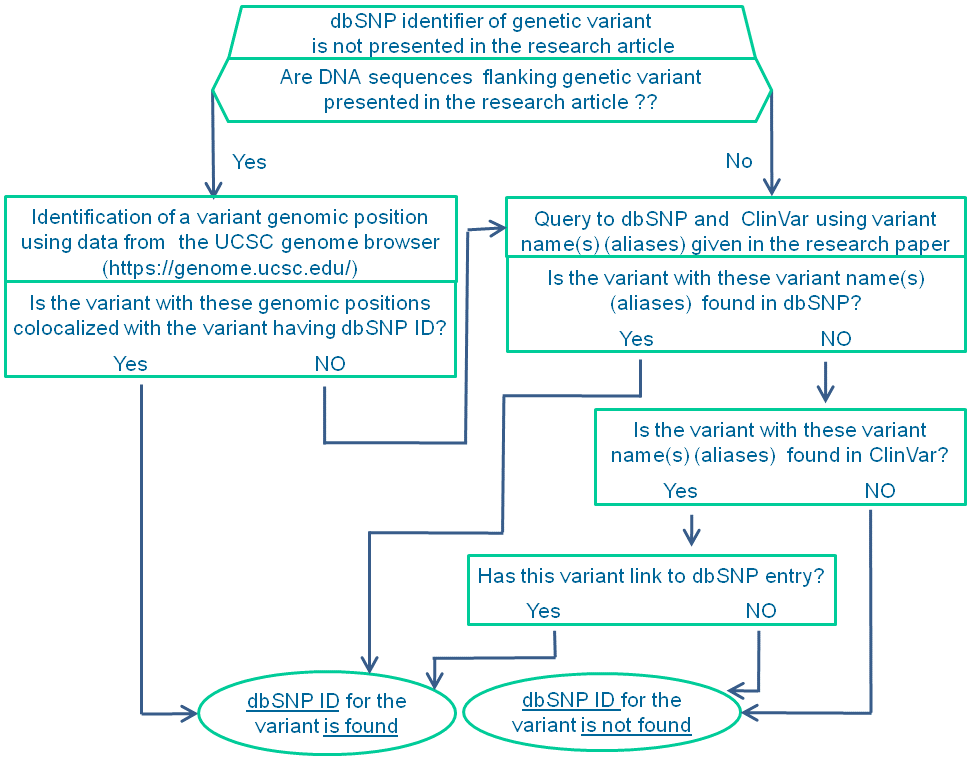 dbSNP identifier of genetic variant
is not presented in the research article
Are DNA sequences flanking genetic variant
presented in the research article ??
Yes
No
Identification of a variant genomic position
using data from the UCSC genome browser
(https://genome.ucsc.edu/)
Is the variant with these genomic positions
colocalized with the variant having dbSNP ID?
Yes NO
Query to dbSNP and ClinVar using variant
name(s) (aliases) given in the research paper
Is the variant with these variant name(s)
(aliases) found in dbSNP?
Yes NO
Is the variant with these variant
name(s) (aliases) found in ClinVar?
Yes NO
Has this variant link to dbSNP entry?
Yes NO
dbSNP ID for the
variant is found
dbSNP ID for the
variant is not found